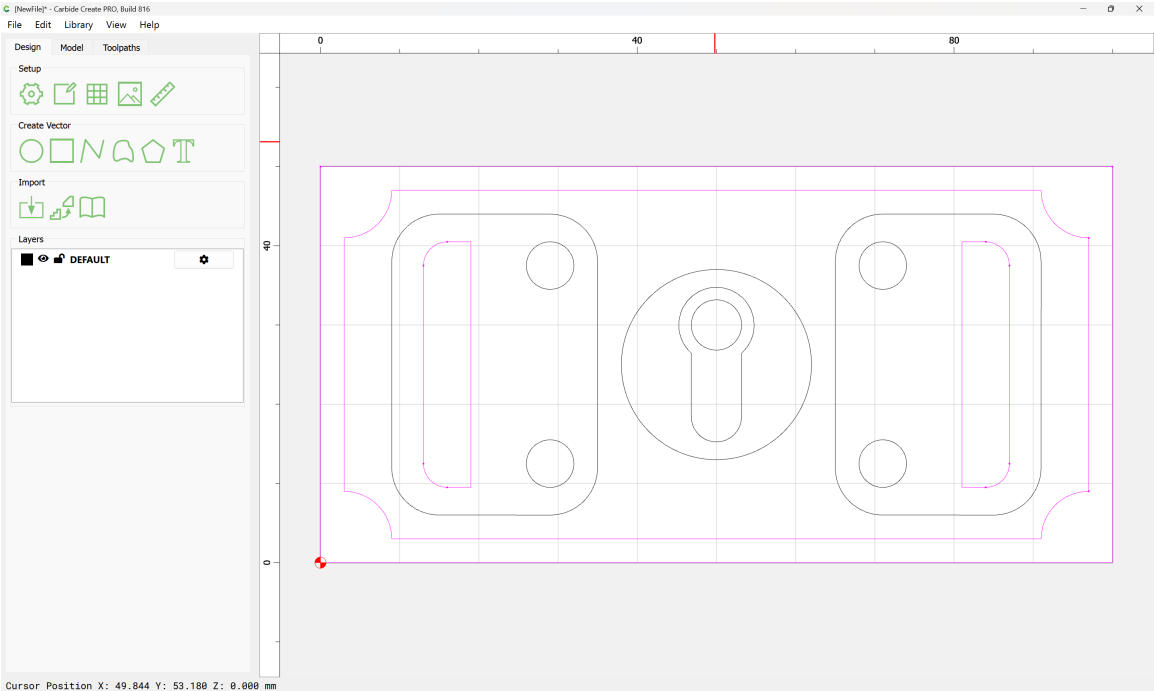 [NewFile]* - Carbide Create PRO, Build 816
File Edit Library View Help
Design Model Toolpaths
Setup
Create Vector
Import
Layers
DEFAULT
0 40 80
40
0
Cursor Position X: 49.844 Y: 53.180 Z: 0.000 mm